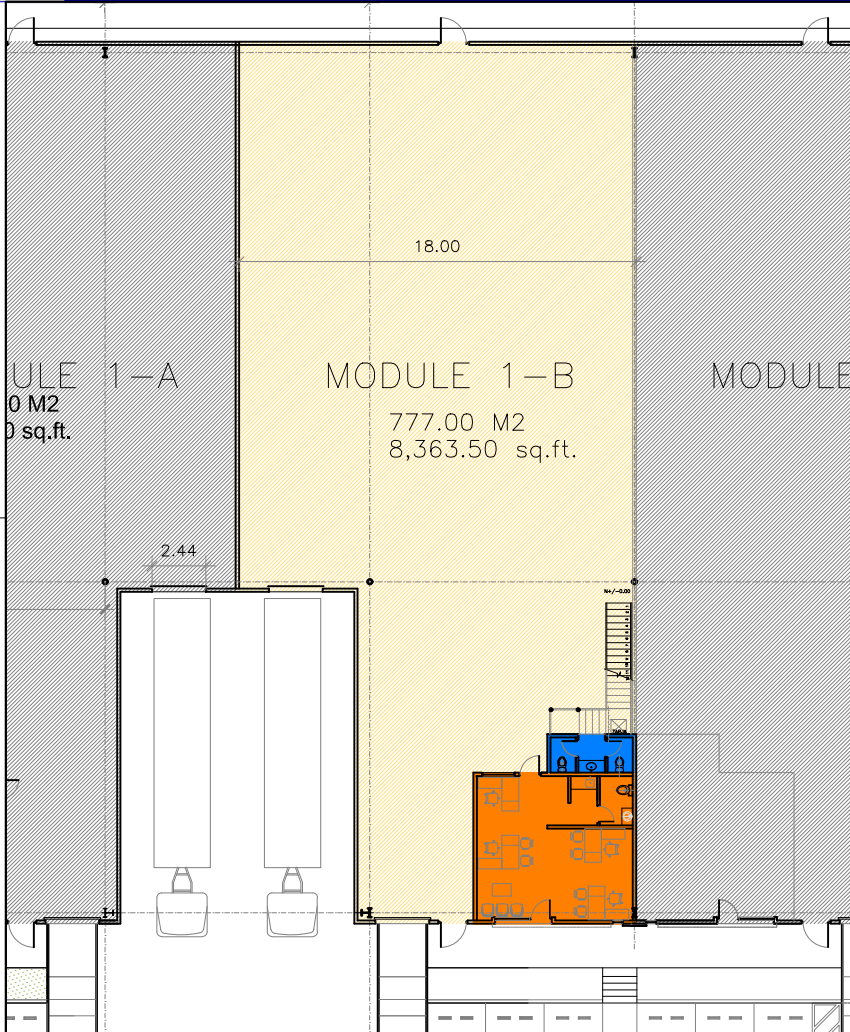 18.00
ULE 1-A
0 M2
0 sq.ft.
MODULE 1-B
777.00 M2
8,363.50 sq.ft.
MODULE
2.44
N+/-0.00